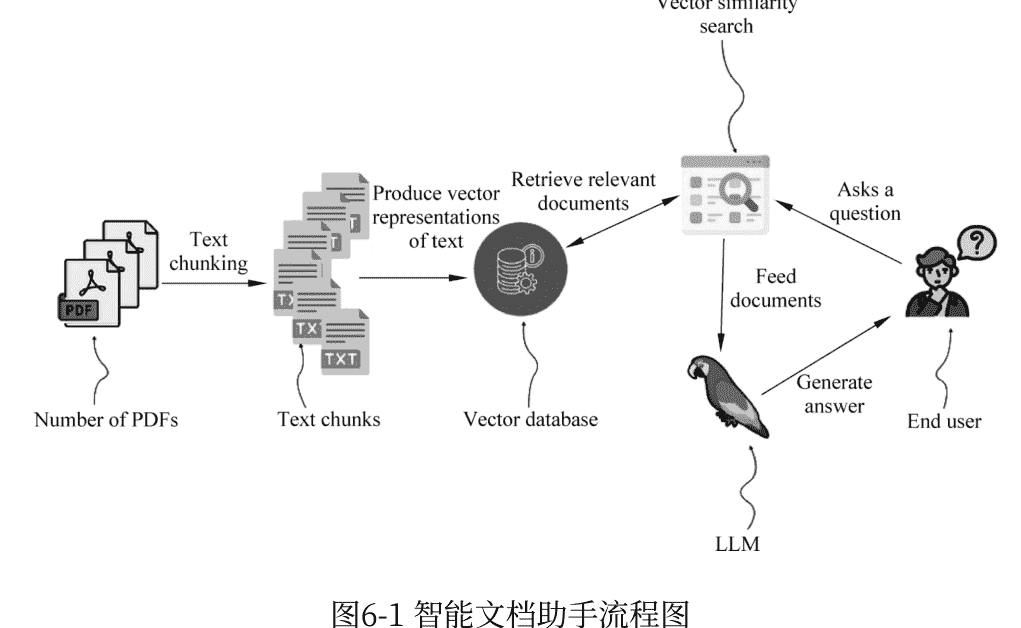 Vector similarity
search
Produce vector
representations
of text
Retrieve relevant
documents
Asks a
question
Text
chunking
PDF
TXT
TXT
Feed
documents
Generate
answer
Number of PDFs
Text chunks
Vector database
End user
LLM
图6-1 智能文档助手流程图